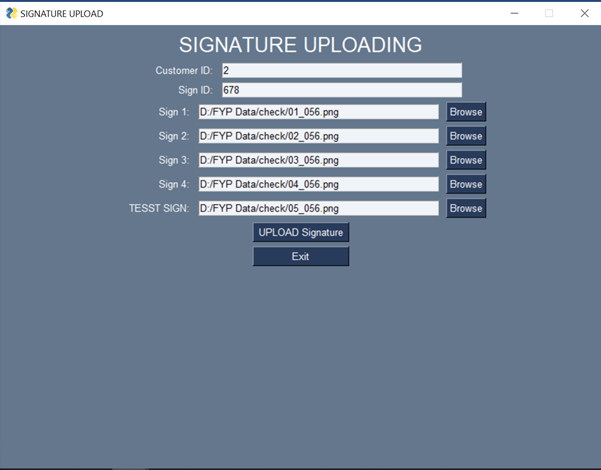 SIGNATURE UPLOAD
SIGNATURE UPLOADING
Customer ID: 2
Sign ID: 678
Sign 1: D:/FYP Data/check/01_056.png Browse
Sign 2: D:/FYP Data/check/02_056.png Browse
Sign 3: D:/FYP Data/check/03_056.png Browse
Sign 4: D:/FYP Data/check/04_056.png Browse
TESST SIGN: D:/FYP Data/check/05_056.png Browse
UPLOAD Signature
Exit